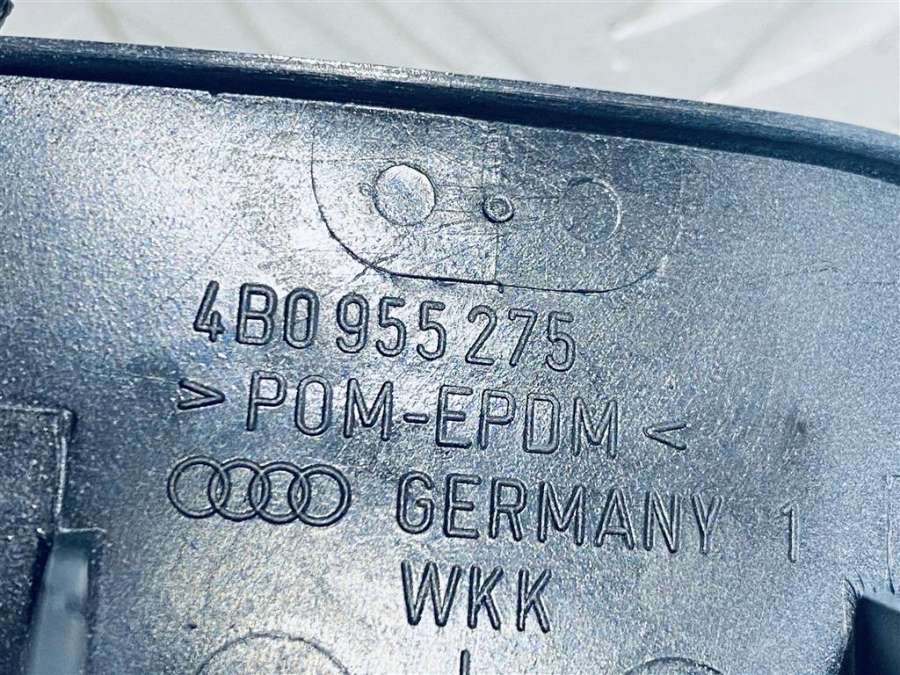 4B0 955 275
> POM-EPDM <
GERMANY 1
WKK